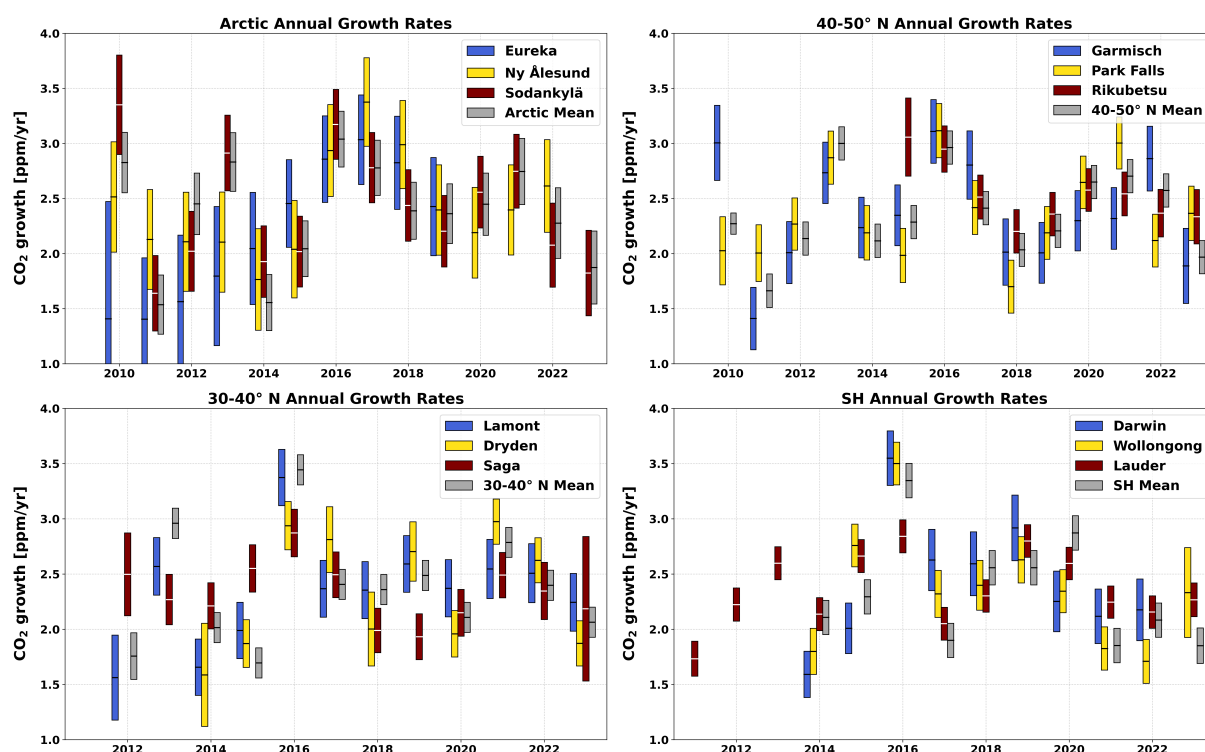 Arctic Annual Growth Rates
CO2 growth [ppm/yr]
4.0
3.5
3.0
2.5
2.0
1.5
1.0
2010 2012 2014 2016 2018 2020 2022
Eureka
Ny Ålesund
Sodankylä
Arctic Mean
40-50° N Annual Growth Rates
CO2 growth [ppm/yr]
4.0
3.5
3.0
2.5
2.0
1.5
1.0
2010 2012 2014 2016 2018 2020 2022
Garmisch
Park Falls
Rikubetsu
40-50° N Mean
30-40° N Annual Growth Rates
CO2 growth [ppm/yr]
4.0
3.5
3.0
2.5
2.0
1.5
1.0
2012 2014 2016 2018 2020 2022
Lamont
Dryden
Saga
30-40° N Mean
SH Annual Growth Rates
CO2 growth [ppm/yr]
4.0
3.5
3.0
2.5
2.0
1.5
1.0
2012 2014 2016 2018 2020 2022
Darwin
Wollongong
Lauder
SH Mean